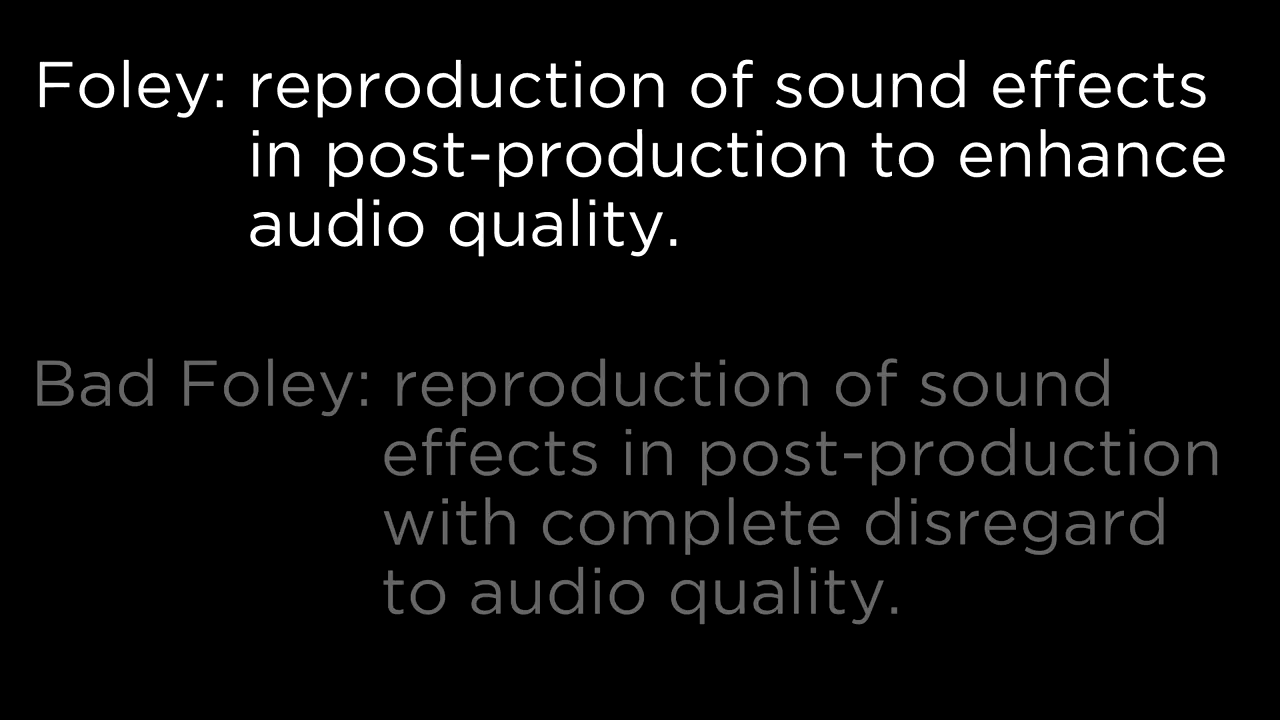 Foley: reproduction of sound effects
in post-production to enhance
audio quality.
Bad Foley: reproduction of sound
effects in post-production
with complete disregard
to audio quality.